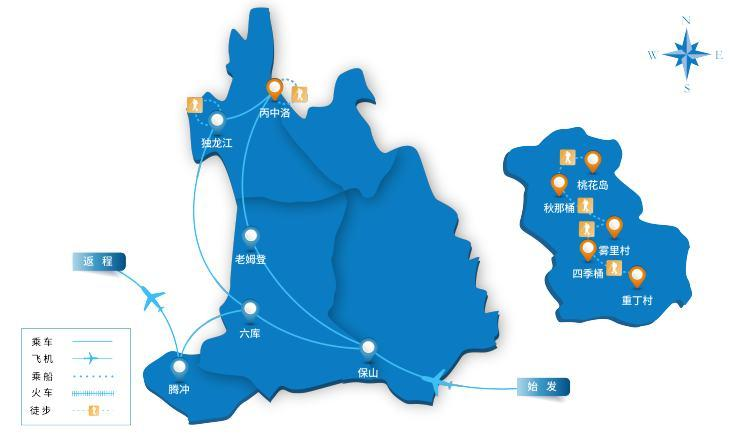 N
W E
S
丙中洛
独龙江
桃花岛
秋那桶
雾里村
老姆登
四季桶
返程
重丁村
六库
乘车
飞机
保山
乘船
腾冲
始发
火车
徒步